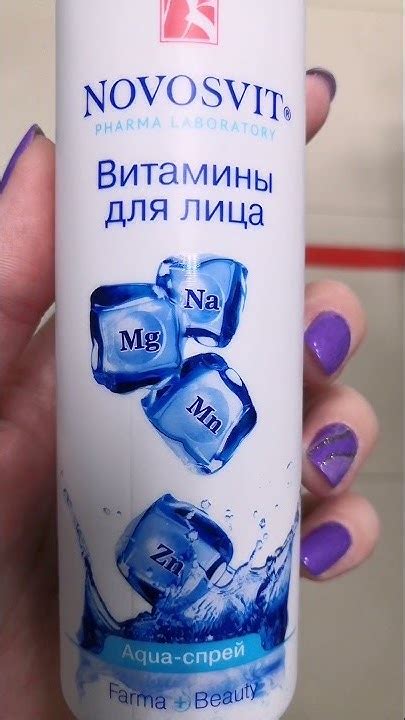 NOVOSVIT®
PHARMA LABORATORY
Витамины
для лица
Na
Mg
Mn
Zn
Aqua-спрей
Farma + Beauty